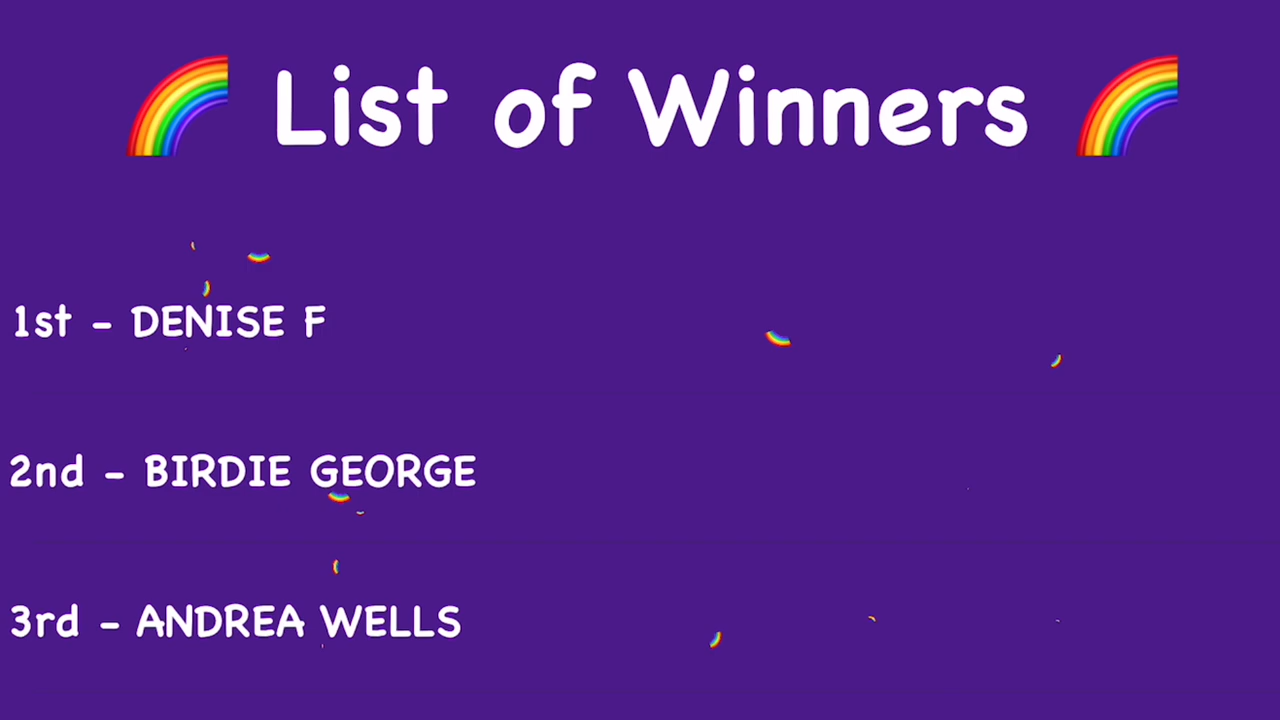 List of Winners
1st - DENISE F
2nd - BIRDIE GEORGE
3rd - ANDREA WELLS